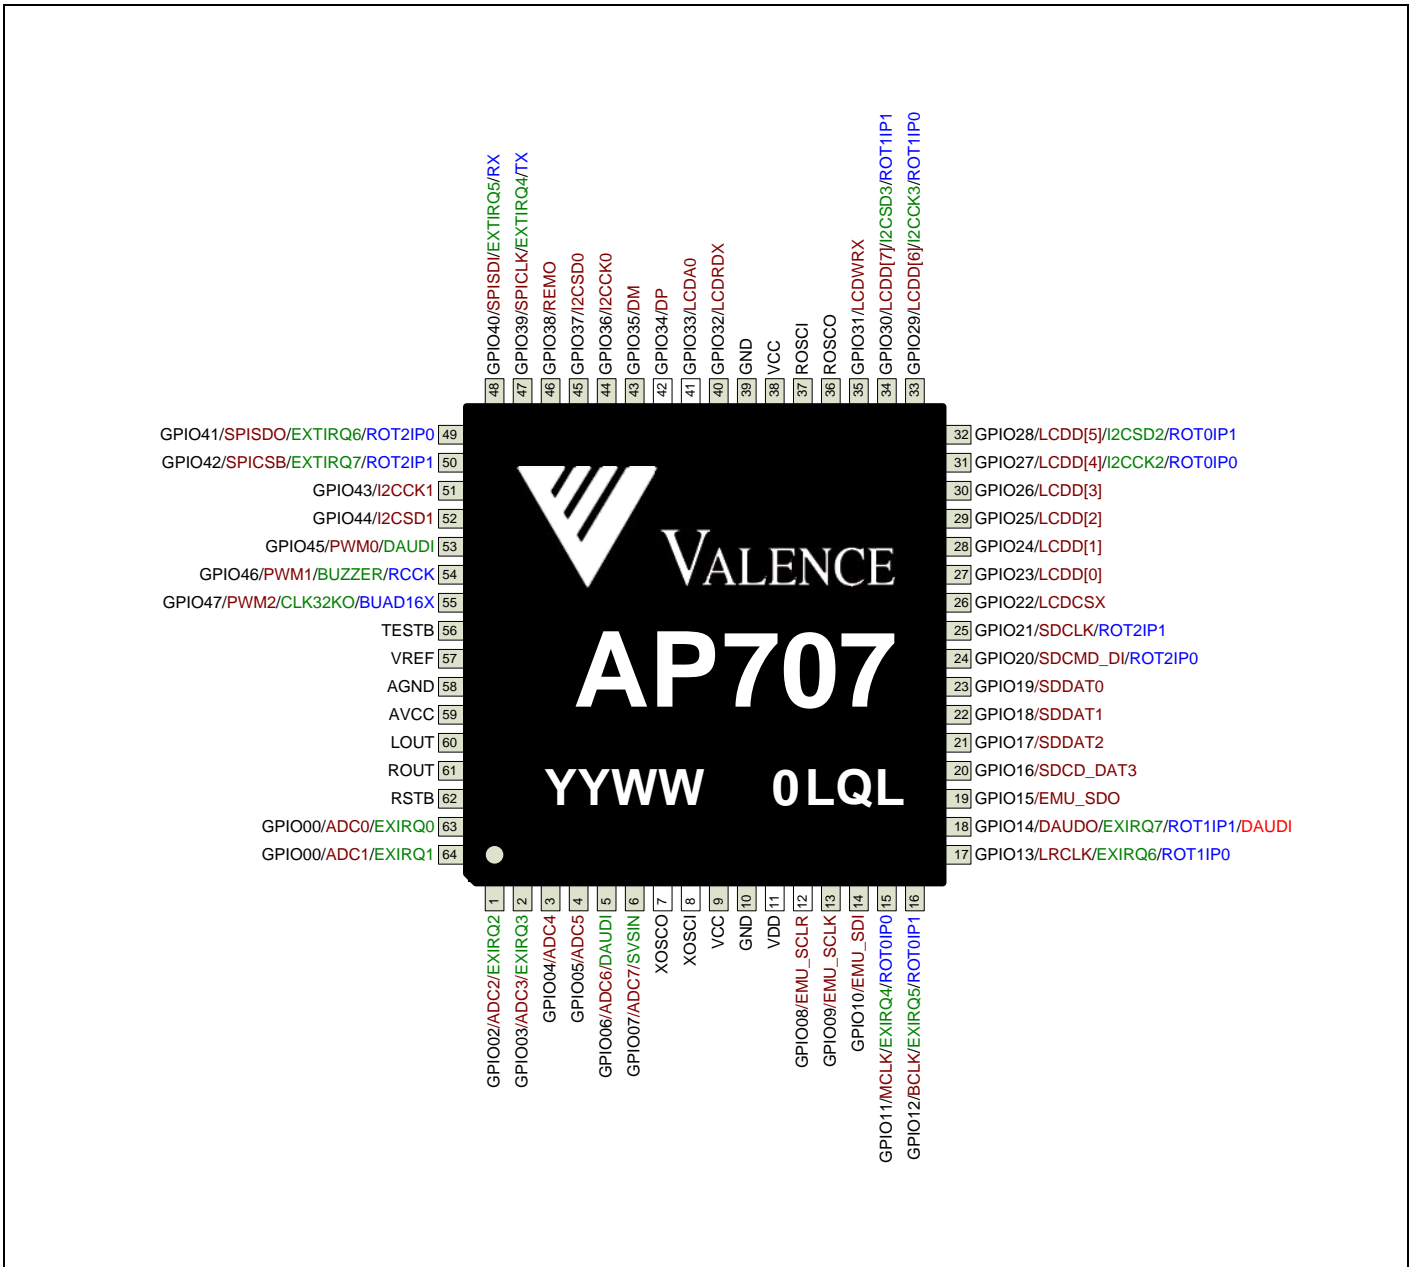 GPIO40/SPISDI/EXTIRQ5/RX
GPIO39/SPICLK/EXTIRQ4/TX
GPIO38/REMO
GPIO37/I2CSD0
GPIO36/I2CCK0
GPIO35/DM
GPIO34/DP
GPIO33/LCDA0
GPIO32/LCDRDX
GND
VCC
ROSCI
ROSCO
GPIO31/LCDWRX
GPIO30/LCDD[7]/I2CSD3/ROT1IP1
GPIO29/LCDD[6]/I2CCK3/ROT1IP0
48 47 46 45 44 43 42 41 40 39 38 37 36 35 34 33
GPIO41/SPISDO/EXTIRQ6/ROT2IP0 49
GPIO42/SPICSB/EXTIRQ7/ROT2IP1 50
GPIO43/I2CCK1 51
GPIO44/I2CSD1 52
GPIO45/PWM0/DAUDI 53
GPIO46/PWM1/BUZZER/RCCK 54
GPIO47/PWM2/CLK32KO/BUAD16X 55
TESTB 56
VREF 57
AGND 58
AVCC 59
LOUT 60
ROUT 61
RSTB 62
GPIO00/ADC0/EXIRQ0 63
GPIO00/ADC1/EXIRQ1 64
VALENCE
AP707
YYWW 0LQL
32 GPIO28/LCDD[5]/I2CSD2/ROT0IP1
31 GPIO27/LCDD[4]/I2CCK2/ROT0IP0
30 GPIO26/LCDD[3]
29 GPIO25/LCDD[2]
28 GPIO24/LCDD[1]
27 GPIO23/LCDD[0]
26 GPIO22/LCDCSX
25 GPIO21/SDCLK/ROT2IP1
24 GPIO20/SDCMD_DI/ROT2IP0
23 GPIO19/SDDAT0
22 GPIO18/SDDAT1
21 GPIO17/SDDAT2
20 GPIO16/SDCD_DAT3
19 GPIO15/EMU_SDO
18 GPIO14/DAUDO/EXIRQ7/ROT1IP1/DAUDI
17 GPIO13/LRCLK/EXIRQ6/ROT1IP0
1 2 3 4 5 6 7 8 9 10 11 12 13 14 15 16
GPIO02/ADC2/EXIRQ2
GPIO03/ADC3/EXIRQ3
GPIO04/ADC4
GPIO05/ADC5
GPIO06/ADC6/DAUDI
GPIO07/ADC7/SVSIN
XOSCO
XOSCI
VCC
GND
VDD
GPIO08/EMU_SCLR
GPIO09/EMU_SCLK
GPIO10/EMU_SDI
GPIO11/MCLK/EXIRQ4/ROT0IP0
GPIO12/BCLK/EXIRQ5/ROT0IP1